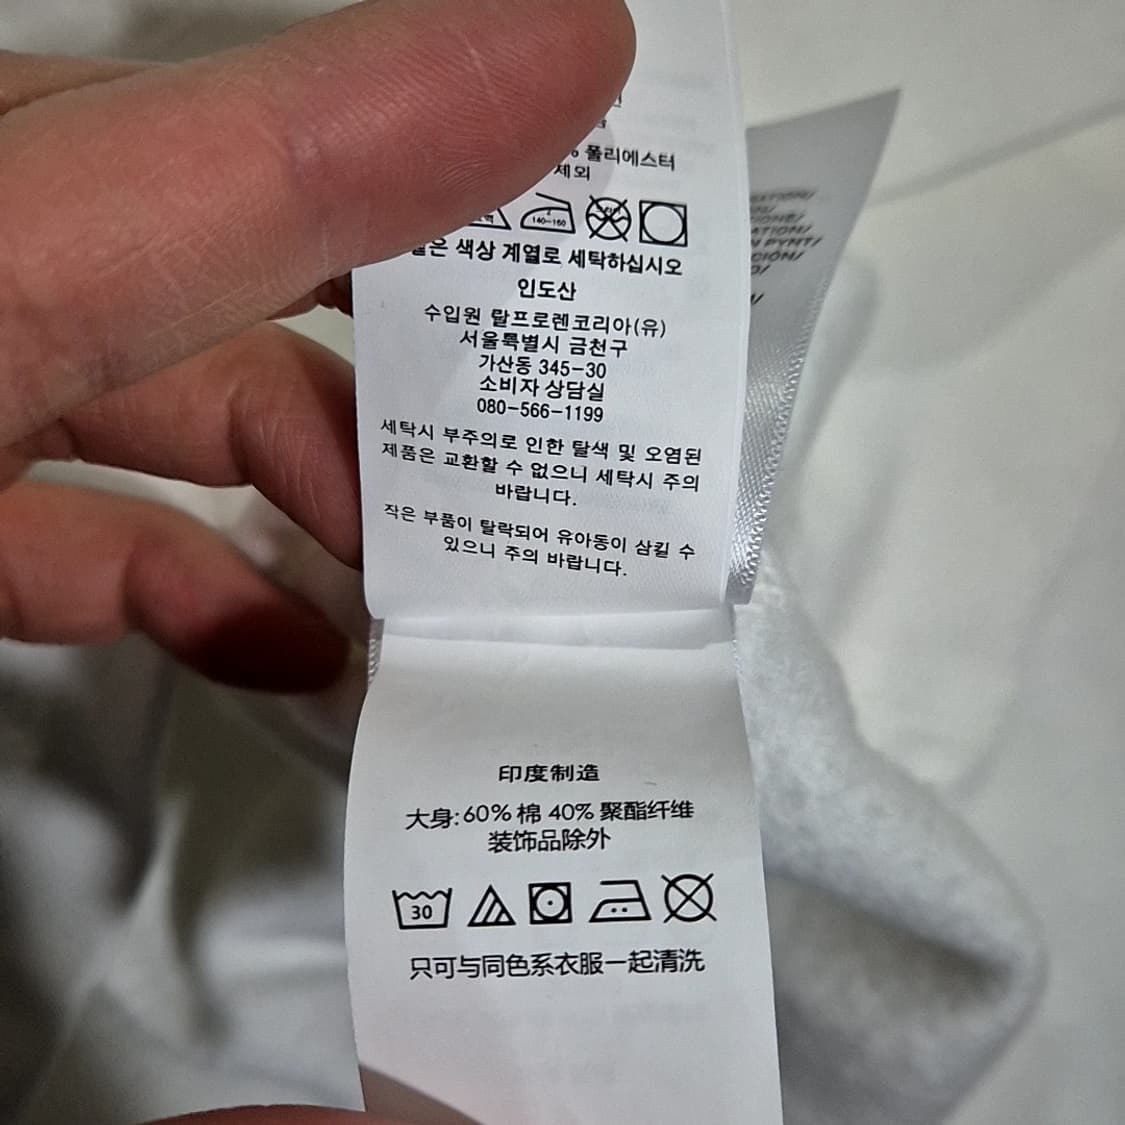 % 폴리에스터
제외
140~160
은 색상 계열로 세탁하십시오
인도산
수입원 랄프로렌코리아(유)
서울특별시 금천구
가산동 345-30
소비자 상담실
080-566-1199
세탁시 부주의로 인한 탈색 및 오염된
제품은 교환할 수 없으니 세탁시 주의
바랍니다.
작은 부품이 탈락되어 유아동이 삼킬 수
있으니 주의 바랍니다.
印度制造
大身:60% 棉 40% 聚酯纤维
装饰品除外
30
只可与同色系衣服一起清洗